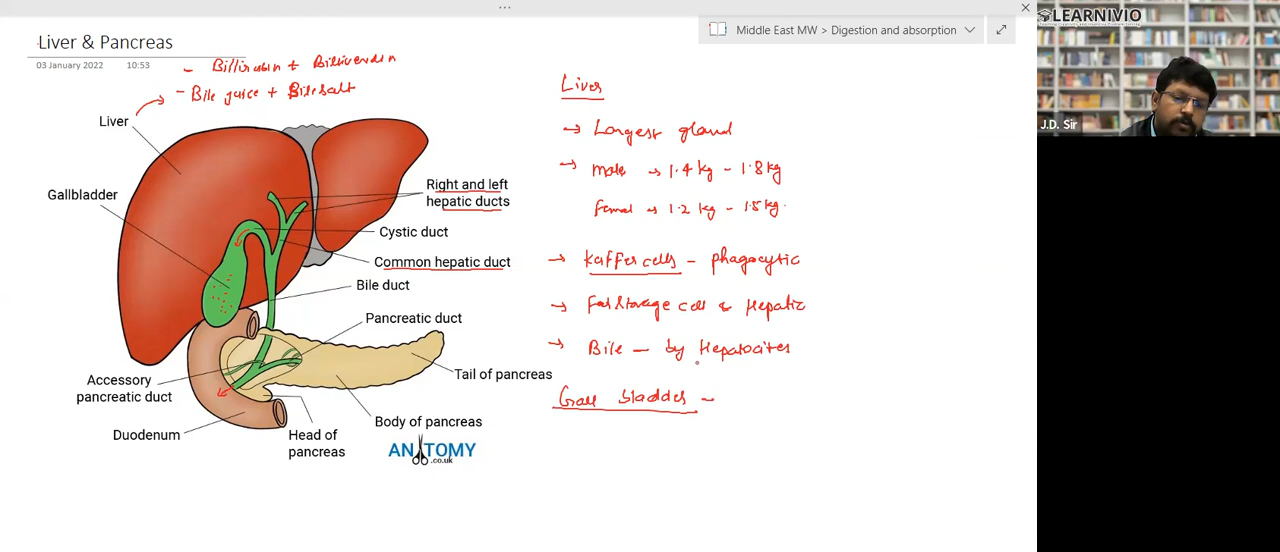 Middle East MW > Digestion and absorption
LEARNIVIO
J.D. Sir
Liver & Pancreas
03 January 2022 10:53
- Billirubin + Billiverdin
- Bile juice + Bile salt
Liver
Gallbladder
Right and left
hepatic ducts
Cystic duct
Common hepatic duct
Bile duct
Pancreatic duct
Accessory
pancreatic duct
Tail of pancreas
Duodenum
Body of pancreas
Head of
pancreas
ANATOMY
.co.uk
Liver
→ Largest gland
→ Male → 1.4 kg - 1.8 kg
Femal → 1.2 kg - 1.5 kg.
→ Kaffer cells - phagocytic
→ Fat storage cell & Hepatic
→ Bile - by Hepatocites
Gall bladder -